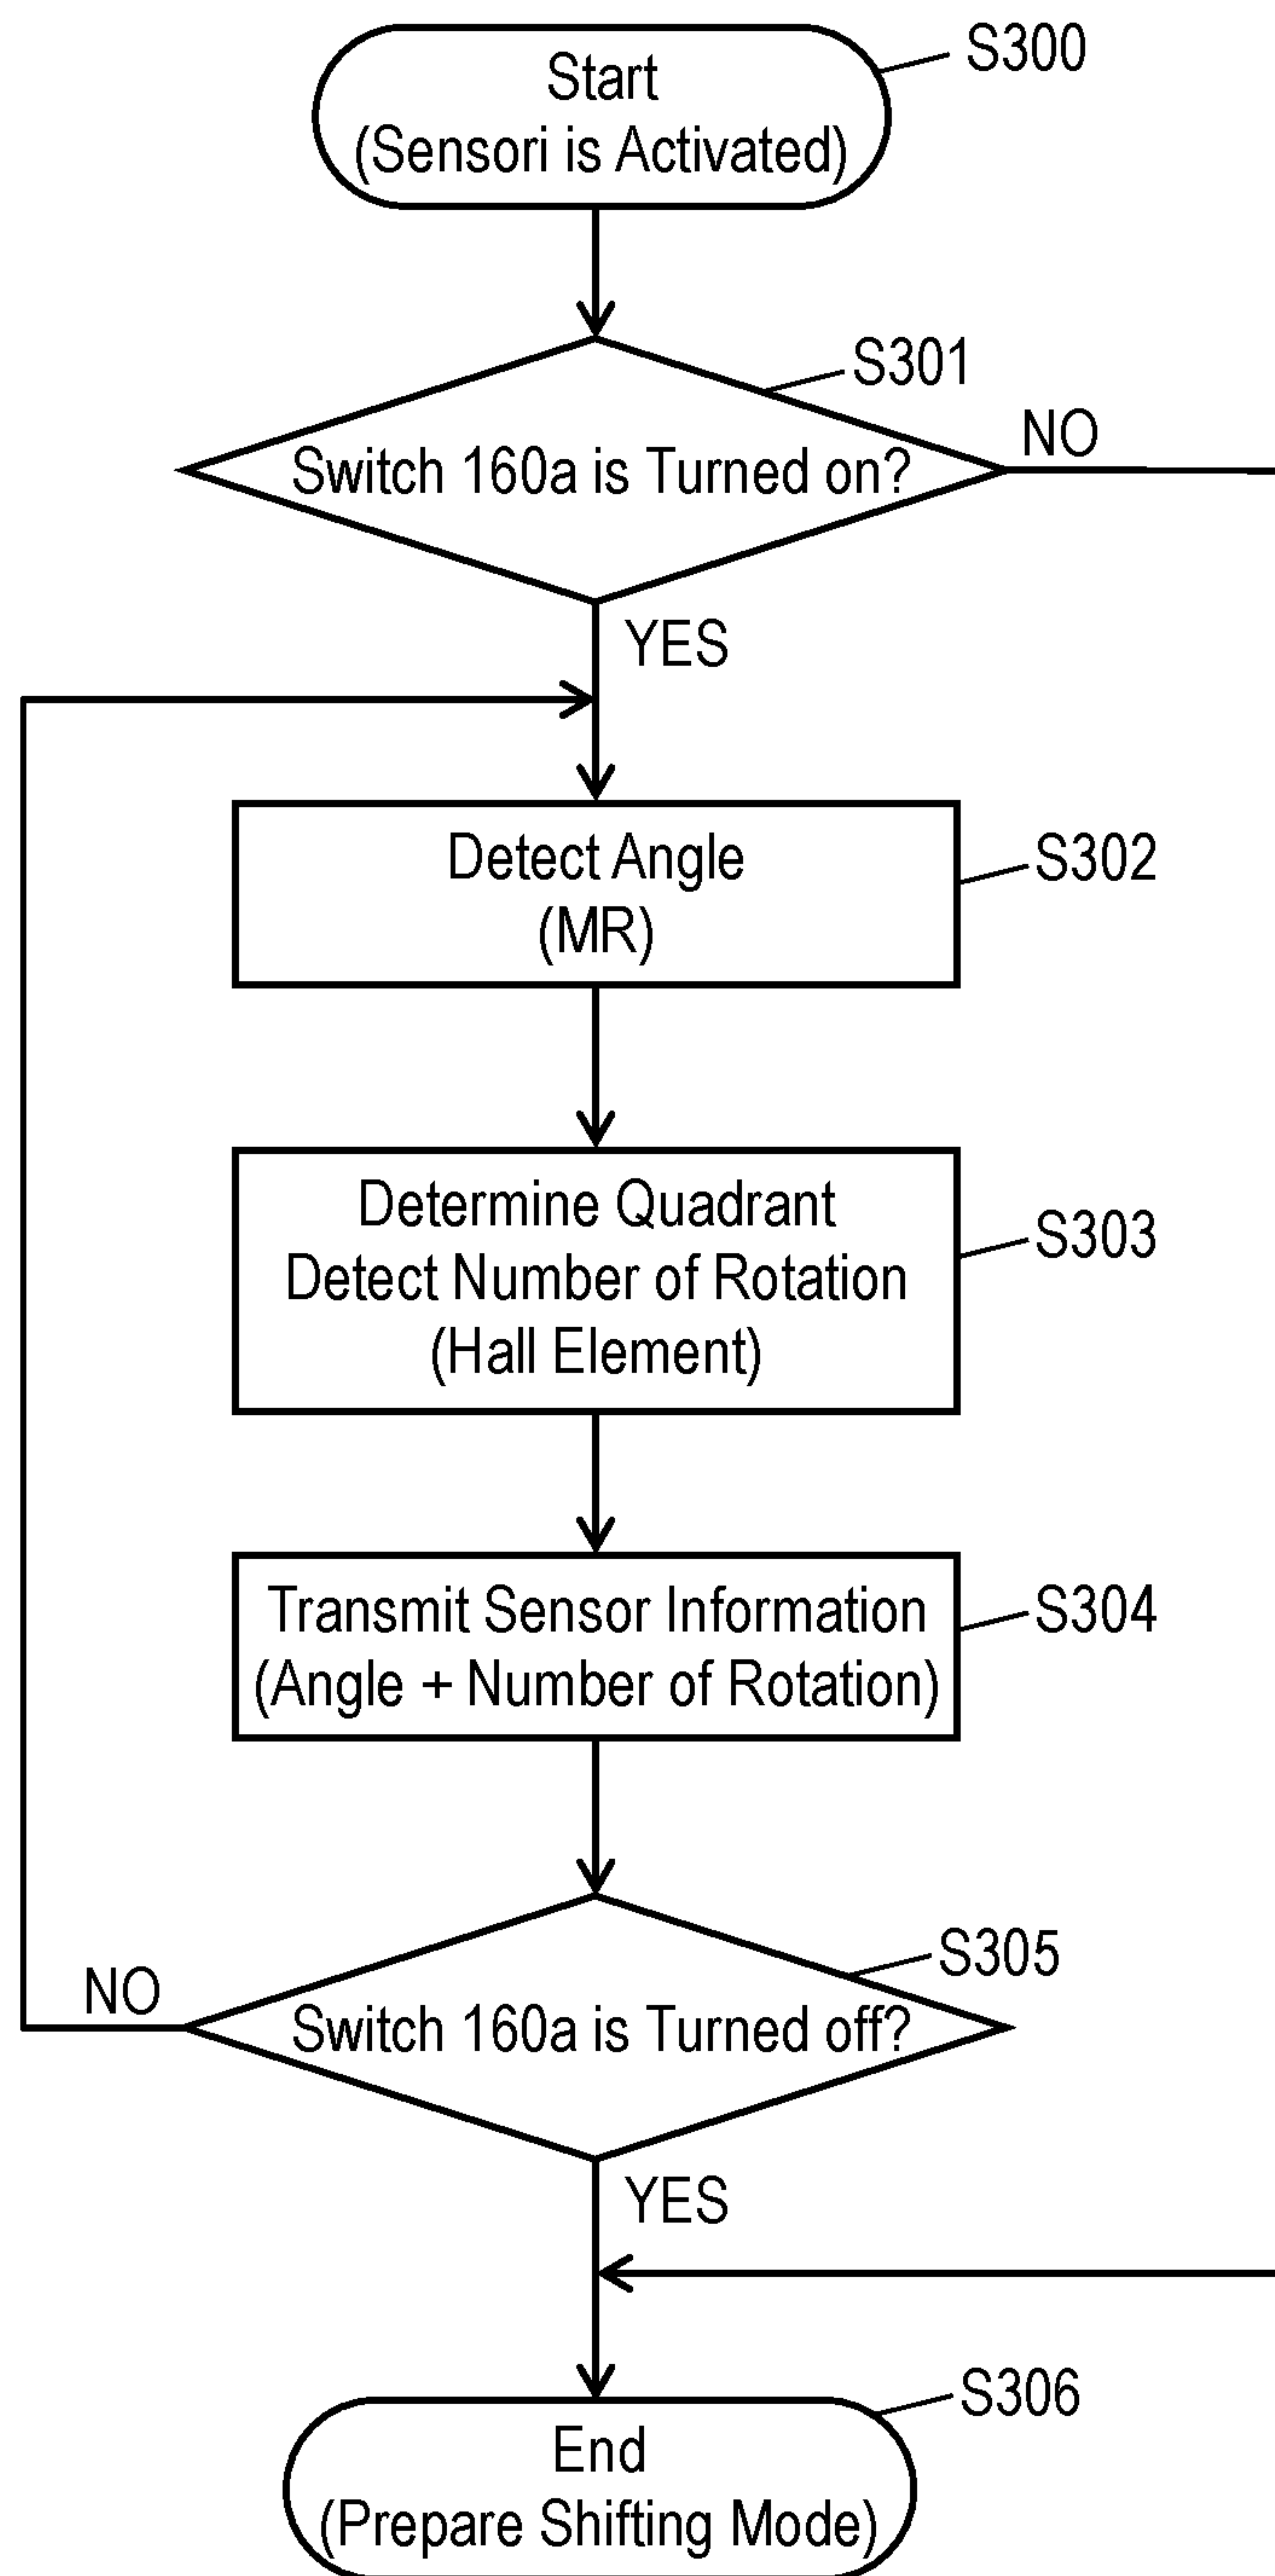 Start
(Sensori is Activated)
S300
S301
Switch 160a is Turned on?
NO
YES
Detect Angle
(MR)
S302
Determine Quadrant
Detect Number of Rotation
(Hall Element)
S303
Transmit Sensor Information
(Angle + Number of Rotation)
S304
S305
Switch 160a is Turned off?
NO
YES
End
(Prepare Shifting Mode)
S306